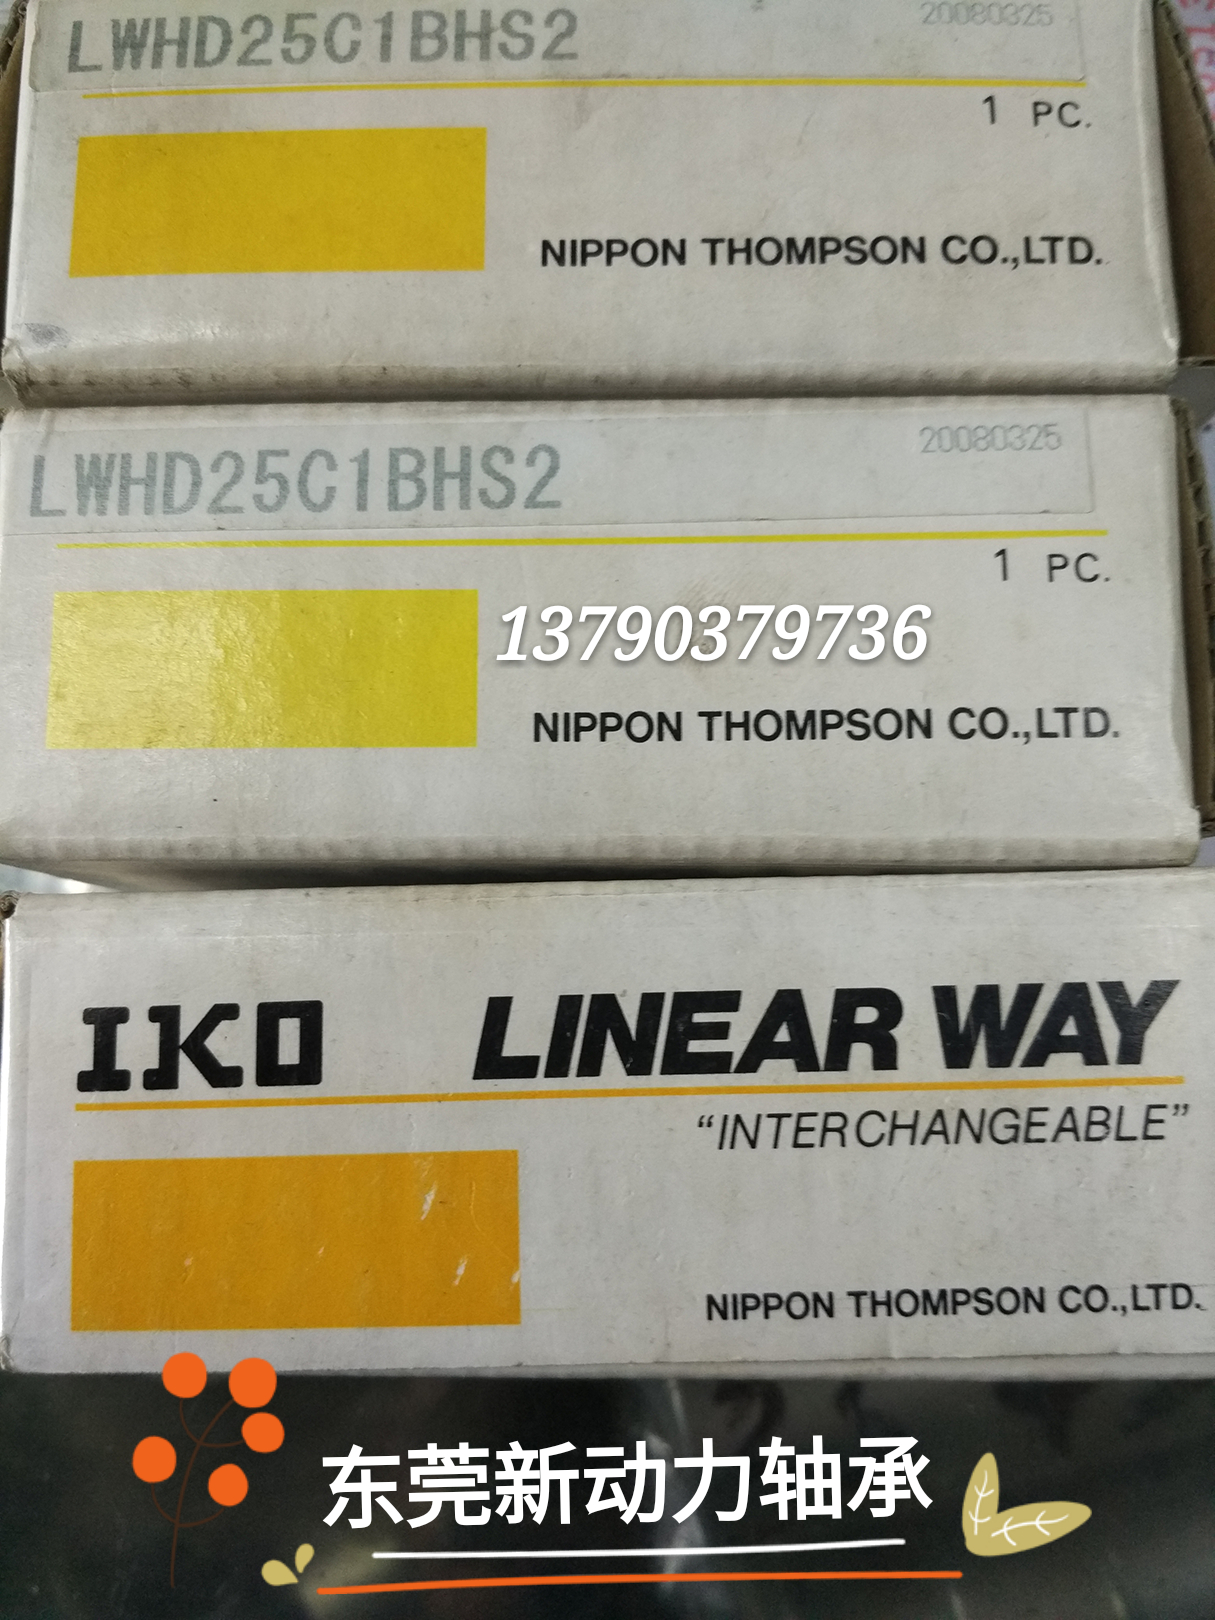 LWHD25C1BHS2
20080325
1 PC.
NIPPON THOMPSON CO.,LTD.
LWHD25C1BHS2
20080325
1 PC.
13790379736
NIPPON THOMPSON CO.,LTD.
IKO LINEAR WAY
“INTERCHANGEABLE”
NIPPON THOMPSON CO.,LTD.
东莞新动力轴承